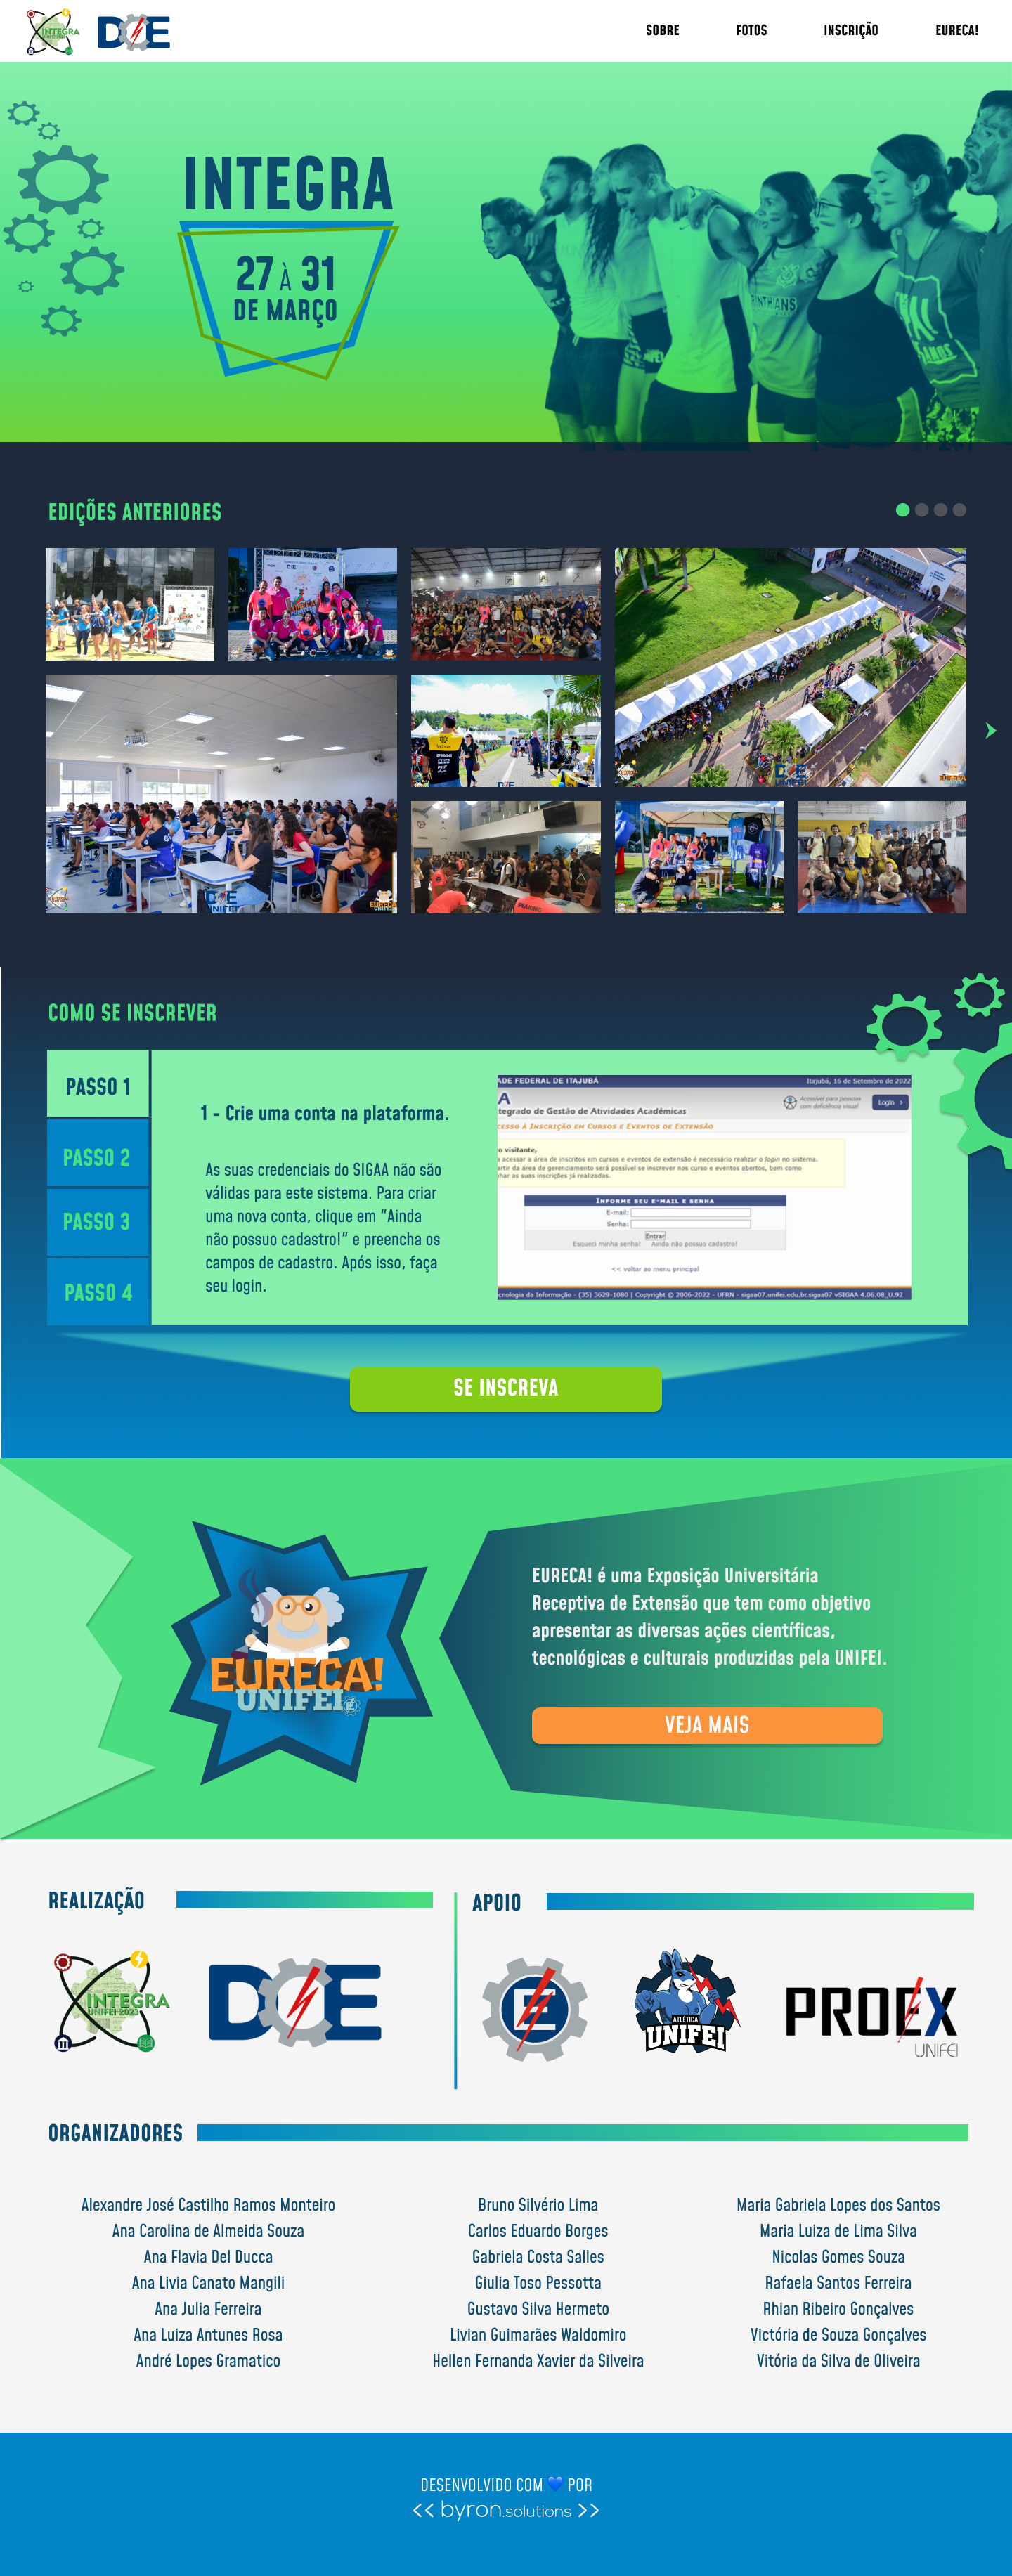 INTEGRA
UNIFEI 2023
DCE
SOBRE
FOTOS
INSCRIÇÃO
EURECA!
INTEGRA
27 À 31
DE MARÇO
EDIÇÕES ANTERIORES
COMO SE INSCREVER
PASSO 1
PASSO 2
PASSO 3
PASSO 4
1 - Crie uma conta na plataforma.
As suas credenciais do SIGAA não são
válidas para este sistema. Para criar
uma nova conta, clique em "Ainda
não possuo cadastro!" e preencha os
campos de cadastro. Após isso, faça
seu login.
ADE FEDERAL DE ITAJUBÁ
Itajubá, 16 de Setembro de 2022
A
ntegrado de Gestão de Atividades Acadêmicas
Acessível para pessoas
com deficiência visual
Login
CESSO À INSCRIÇÃO EM CURSOS E EVENTOS DE EXTENSÃO
o visitante,
a acessar a área de inscritos em cursos e eventos de extensão é necessário realizar o login no sistema.
artir da área de gerenciamento será possível se inscrever nos curso e eventos abertos, bem como
nhar as suas inscrições já realizadas.
INFORME SEU E-MAIL E SENHA
E-mail:
Senha:
Entrar
Esqueci minha senha!
Ainda não possuo cadastro!
<< voltar ao menu principal
cnologia da Informação - (35) 3629-1080 | Copyright © 2006-2022 - UFRN - sigaa07.unifei.edu.br.sigaa07 vSIGAA 4.06.08_U.92
SE INSCREVA
EURECA!
UNIFEI
EURECA! é uma Exposição Universitária
Receptiva de Extensão que tem como objetivo
apresentar as diversas ações científicas,
tecnológicas e culturais produzidas pela UNIFEI.
VEJA MAIS
REALIZAÇÃO
INTEGRA
UNIFEI 2023
DCE
APOIO
E
ATLÉTICA
UNIFEI
PROEX
UNIFEI
ORGANIZADORES
Alexandre José Castilho Ramos Monteiro
Ana Carolina de Almeida Souza
Ana Flavia Del Ducca
Ana Livia Canato Mangili
Ana Julia Ferreira
Ana Luiza Antunes Rosa
André Lopes Gramatico
Bruno Silvério Lima
Carlos Eduardo Borges
Gabriela Costa Salles
Giulia Toso Pessotta
Gustavo Silva Hermeto
Livian Guimarães Waldomiro
Hellen Fernanda Xavier da Silveira
Maria Gabriela Lopes dos Santos
Maria Luiza de Lima Silva
Nicolas Gomes Souza
Rafaela Santos Ferreira
Rhian Ribeiro Gonçalves
Victória de Souza Gonçalves
Vitória da Silva de Oliveira
DESENVOLVIDO COM 💙 POR
<< byron.solutions >>